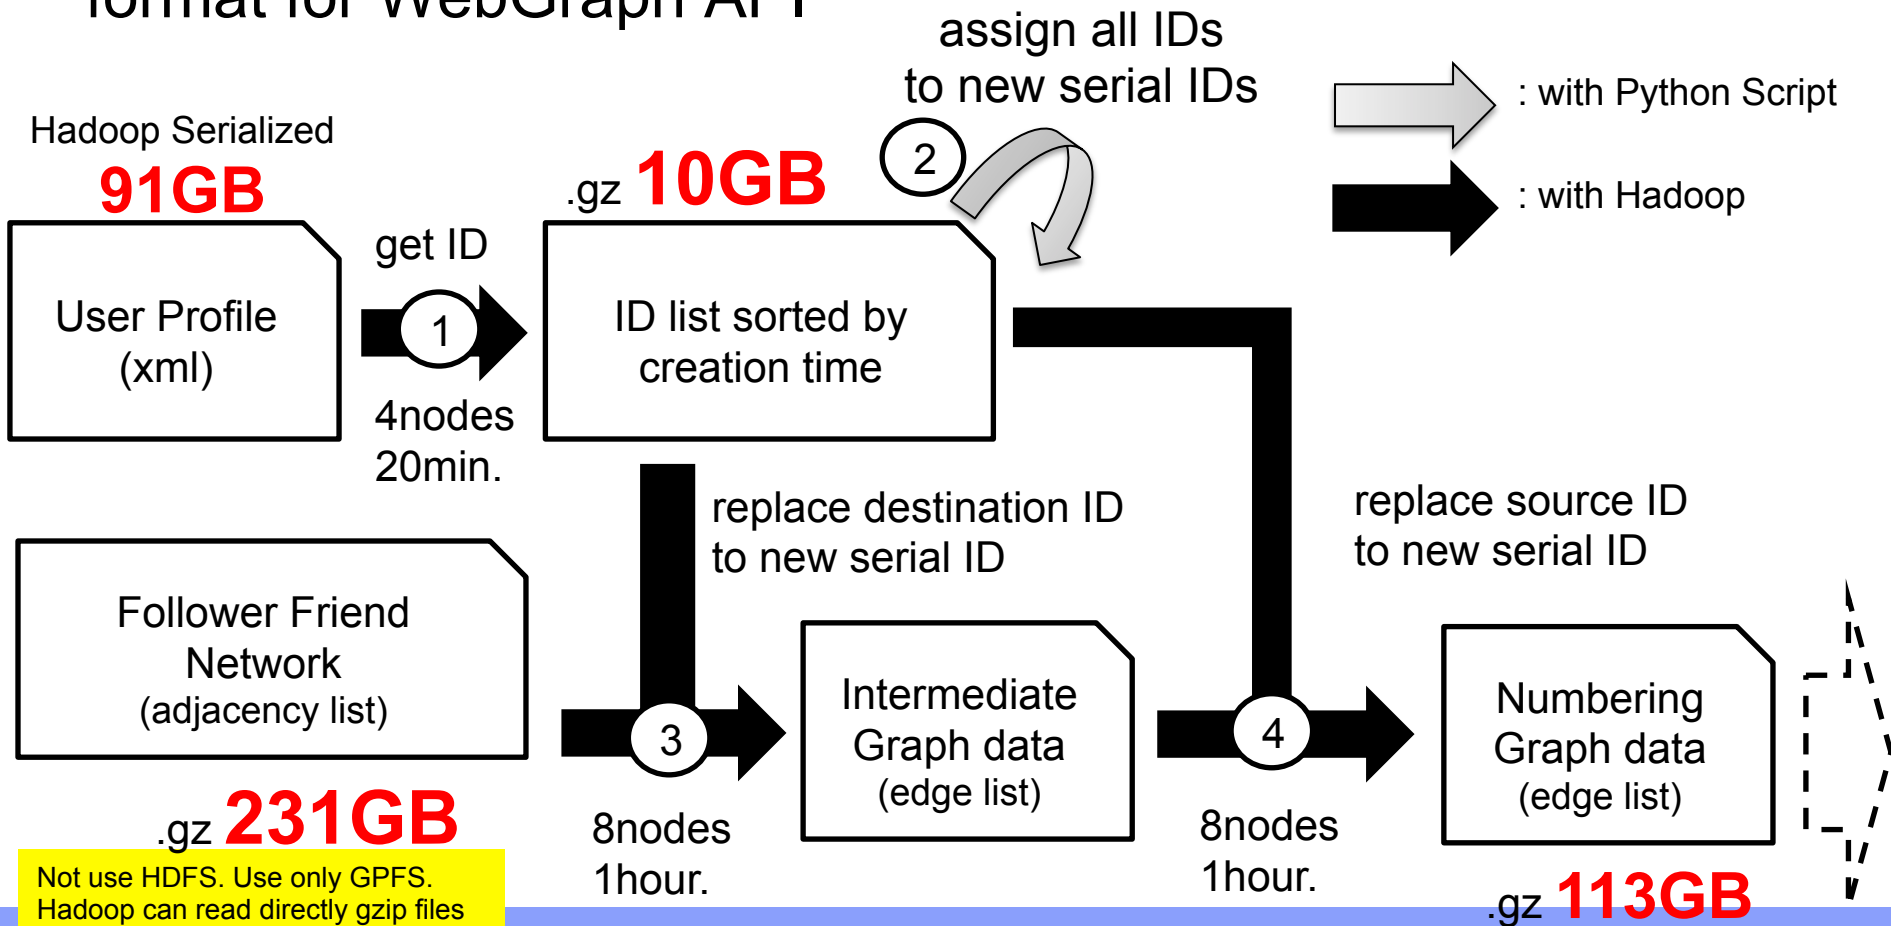 format for WebGraph API
assign all IDs
to new serial IDs
: with Python Script
: with Hadoop
Hadoop Serialized
91GB
.gz 10GB
2
get ID
User Profile
(xml)
1
ID list sorted by
creation time
4nodes
20min.
replace destination ID
to new serial ID
replace source ID
to new serial ID
Follower Friend
Network
(adjacency list)
3
Intermediate
Graph data
(edge list)
4
Numbering
Graph data
(edge list)
.gz 231GB
8nodes
1hour.
8nodes
1hour.
.gz 113GB
Not use HDFS. Use only GPFS.
Hadoop can read directly gzip files